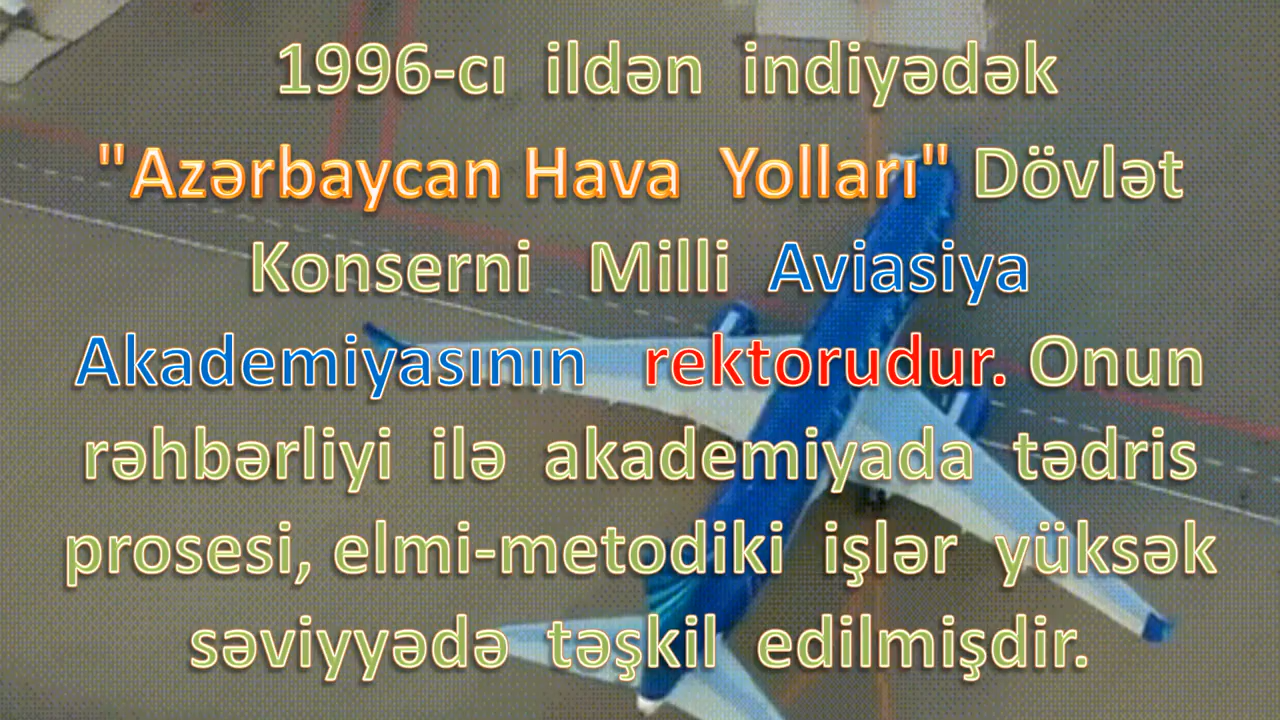 1996-cı ildən indiyədək
"Azərbaycan Hava Yolları" Dövlət
Konserni Milli Aviasiya
Akademiyasının rektorudur. Onun
rəhbərliyi ilə akademiyada tədris
prosesi, elmi-metodiki işlər yüksək
səviyyədə təşkil edilmişdir.